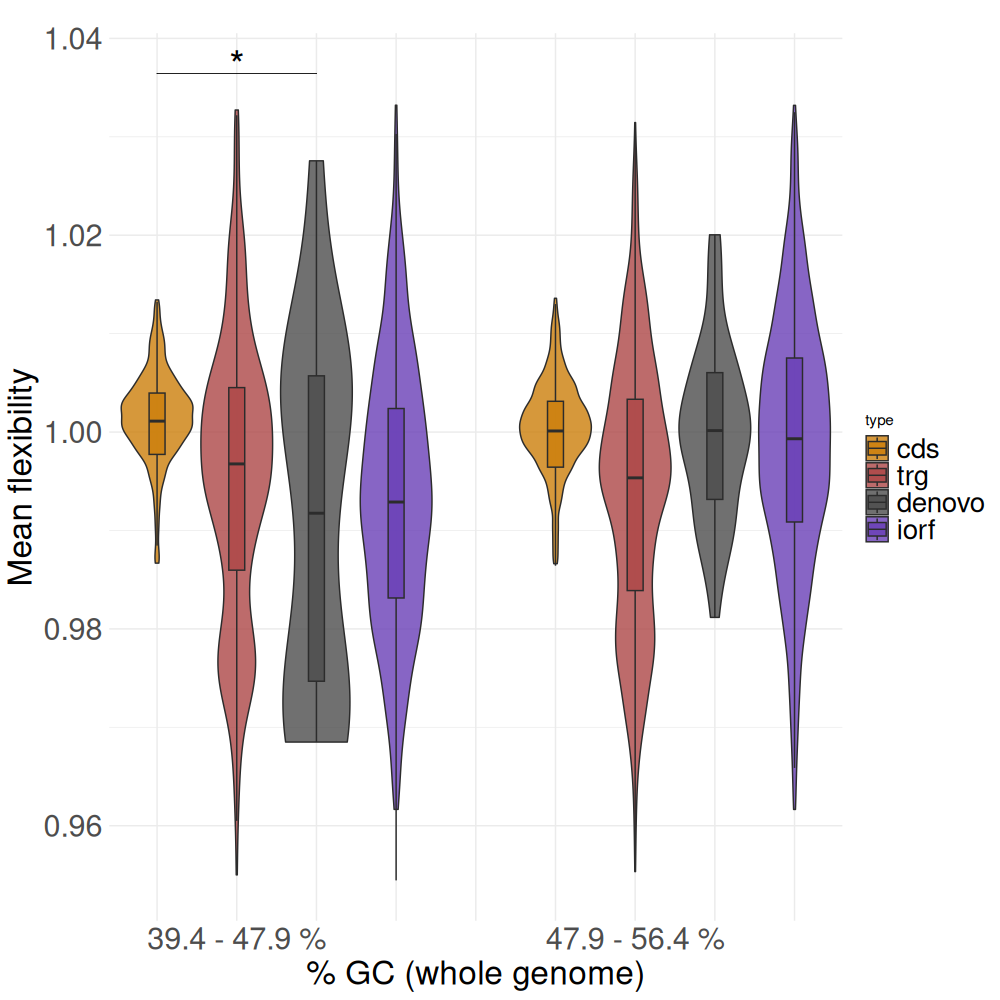 1.04
*
1.02
1.00
0.98
0.96
Mean flexibility
39.4 - 47.9 %
47.9 - 56.4 %
% GC (whole genome)
type
cds
trg
denovo
iorf